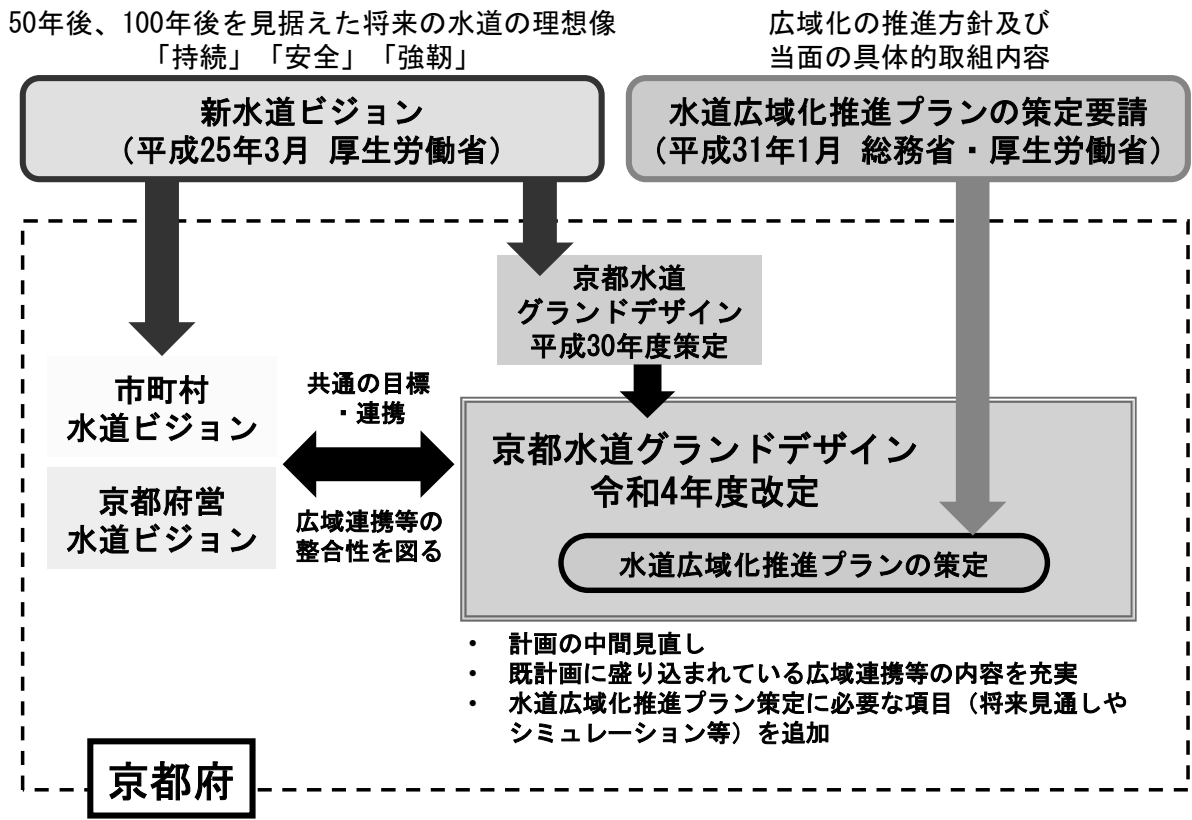 50年後、100年後を見据えた将来の水道の理想像
「持続」「安全」「強靭」
広域化の推進方針及び
当面の具体的取組内容
新水道ビジョン
（平成25年3月 厚生労働省）
水道広域化推進プランの策定要請
（平成31年1月 総務省・厚生労働省）
京都水道
グランドデザイン
平成30年度策定
市町村
水道ビジョン
京都府営
水道ビジョン
共通の目標
・連携
広域連携等の
整合性を図る
京都水道グランドデザイン
令和4年度改定
水道広域化推進プランの策定
・ 計画の中間見直し
・ 既計画に盛り込まれている広域連携等の内容を充実
・ 水道広域化推進プラン策定に必要な項目（将来見通しや
シミュレーション等）を追加
京都府